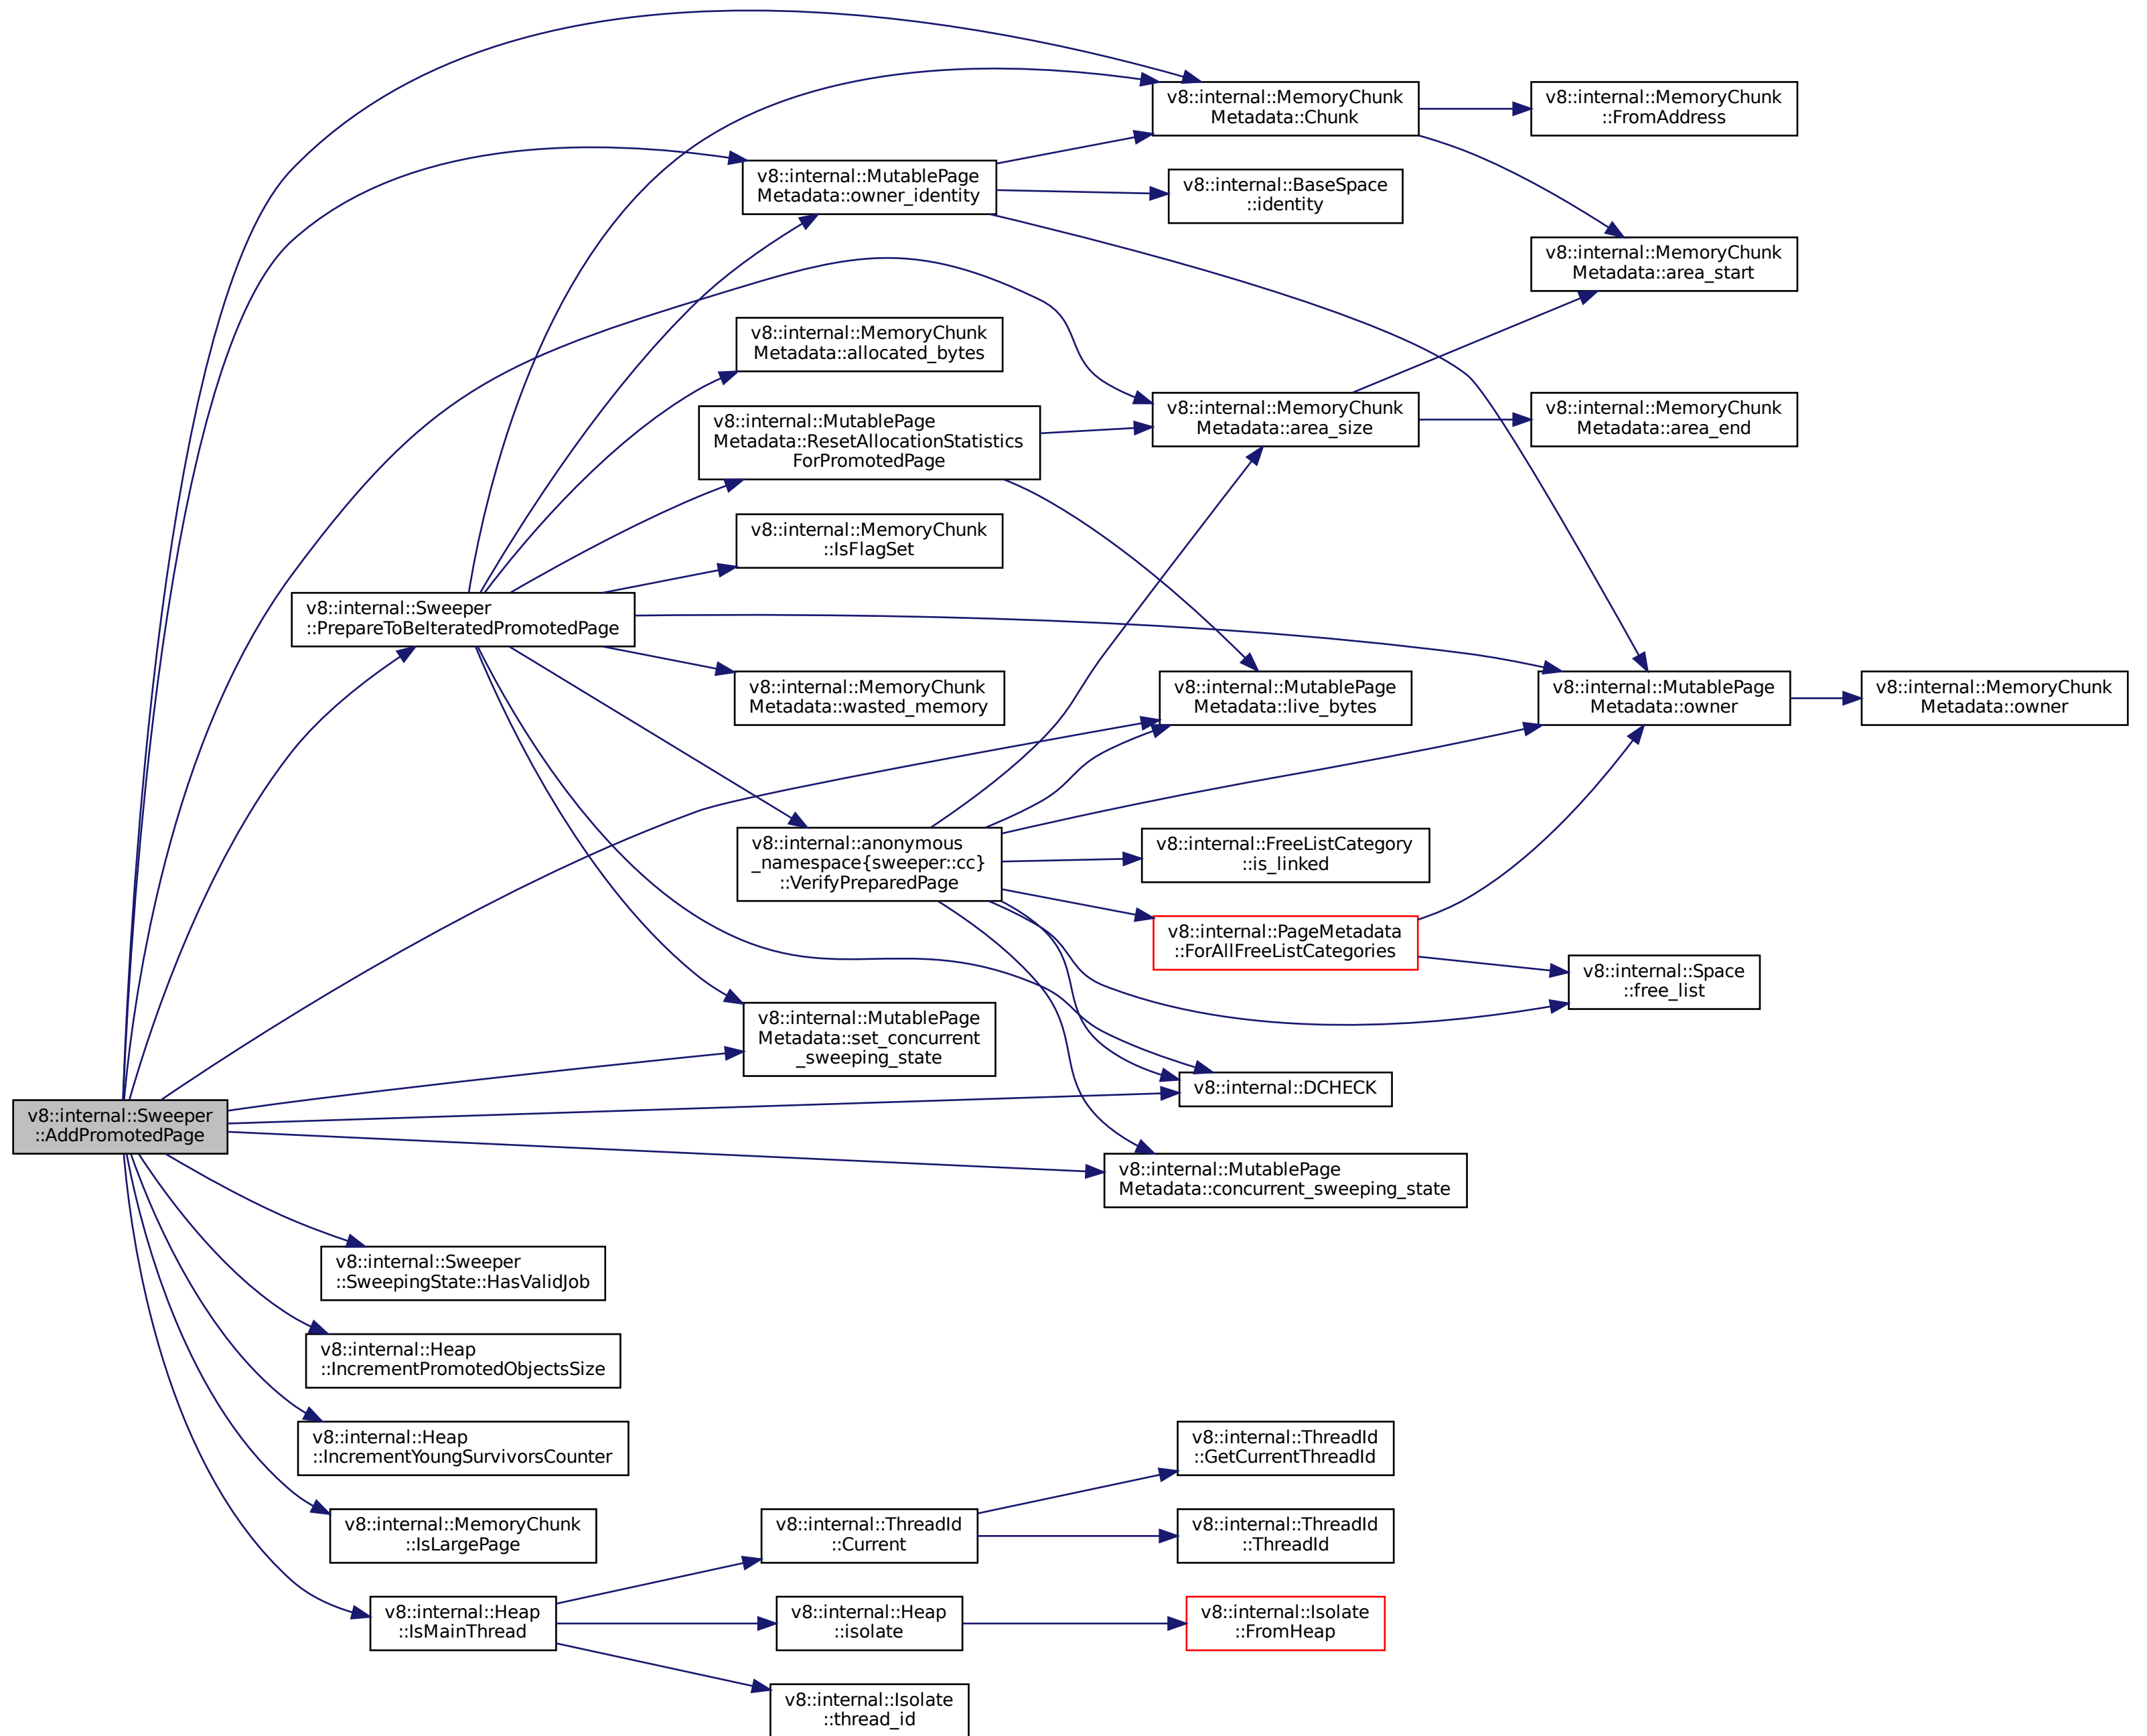 v8::internal::MemoryChunk
Metadata::Chunk
v8::internal::MemoryChunk
::FromAddress
v8::internal::MutablePage
Metadata::owner_identity
v8::internal::BaseSpace
::identity
v8::internal::MemoryChunk
Metadata::area_start
v8::internal::MemoryChunk
Metadata::allocated_bytes
v8::internal::MutablePage
Metadata::ResetAllocationStatistics
ForPromotedPage
v8::internal::MemoryChunk
Metadata::area_size
v8::internal::MemoryChunk
Metadata::area_end
v8::internal::MemoryChunk
::IsFlagSet
v8::internal::Sweeper
::PrepareToBeIteratedPromotedPage
v8::internal::MemoryChunk
Metadata::wasted_memory
v8::internal::MutablePage
Metadata::live_bytes
v8::internal::MutablePage
Metadata::owner
v8::internal::MemoryChunk
Metadata::owner
v8::internal::anonymous
_namespace{sweeper::cc}
::VerifyPreparedPage
v8::internal::FreeListCategory
::is_linked
v8::internal::PageMetadata
::ForAllFreeListCategories
v8::internal::Space
::free_list
v8::internal::MutablePage
Metadata::set_concurrent
_sweeping_state
v8::internal::DCHECK
v8::internal::Sweeper
::AddPromotedPage
v8::internal::MutablePage
Metadata::concurrent_sweeping_state
v8::internal::Sweeper
::SweepingState::HasValidJob
v8::internal::Heap
::IncrementPromotedObjectsSize
v8::internal::Heap
::IncrementYoungSurvivorsCounter
v8::internal::ThreadId
::GetCurrentThreadId
v8::internal::MemoryChunk
::IsLargePage
v8::internal::ThreadId
::Current
v8::internal::ThreadId
::ThreadId
v8::internal::Heap
::IsMainThread
v8::internal::Heap
::isolate
v8::internal::Isolate
::FromHeap
v8::internal::Isolate
::thread_id